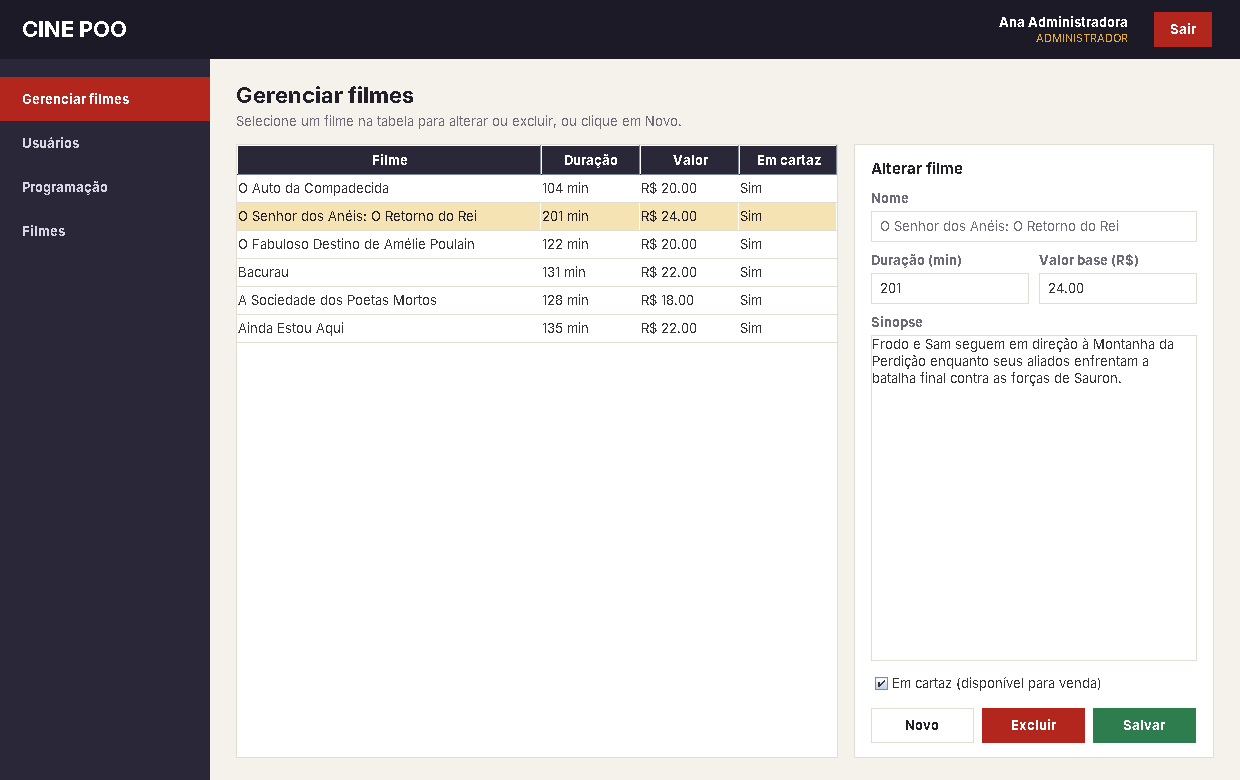 CINE POO
Ana Administradora
ADMINISTRADOR
Sair
Gerenciar filmes
Usuários
Programação
Filmes
Gerenciar filmes
Selecione um filme na tabela para alterar ou excluir, ou clique em Novo.
Filme Duração Valor Em cartaz
O Auto da Compadecida 104 min R$ 20.00 Sim
O Senhor dos Anéis: O Retorno do Rei 201 min R$ 24.00 Sim
O Fabuloso Destino de Amélie Poulain 122 min R$ 20.00 Sim
Bacurau 131 min R$ 22.00 Sim
A Sociedade dos Poetas Mortos 128 min R$ 18.00 Sim
Ainda Estou Aqui 135 min R$ 22.00 Sim
Alterar filme
Nome
O Senhor dos Anéis: O Retorno do Rei
Duração (min) Valor base (R$)
201 24.00
Sinopse
Frodo e Sam seguem em direção à Montanha da
Perdição enquanto seus aliados enfrentam a
batalha final contra as forças de Sauron.
Em cartaz (disponível para venda)
Novo Excluir Salvar